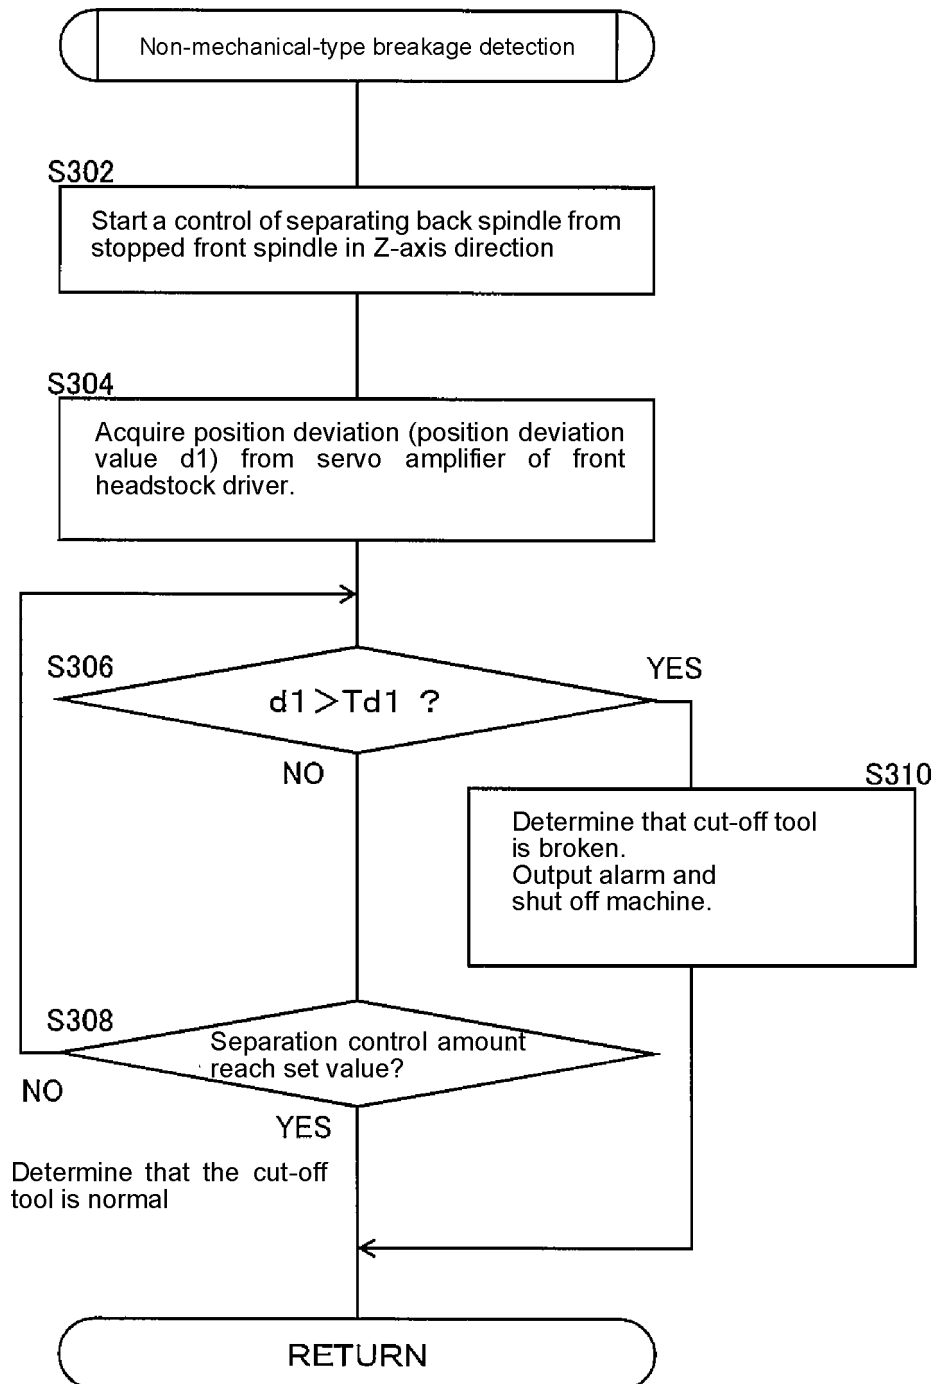 Non-mechanical-type breakage detection
S302
Start a control of separating back spindle from
stopped front spindle in Z-axis direction
S304
Acquire position deviation (position deviation
value d1) from servo amplifier of front
headstock driver.
S306
d1>Td1 ?
YES
NO
S310
Determine that cut-off tool
is broken.
Output alarm and
shut off machine.
S308
Separation control amount
reach set value?
NO
YES
Determine that the cut-off
tool is normal
RETURN